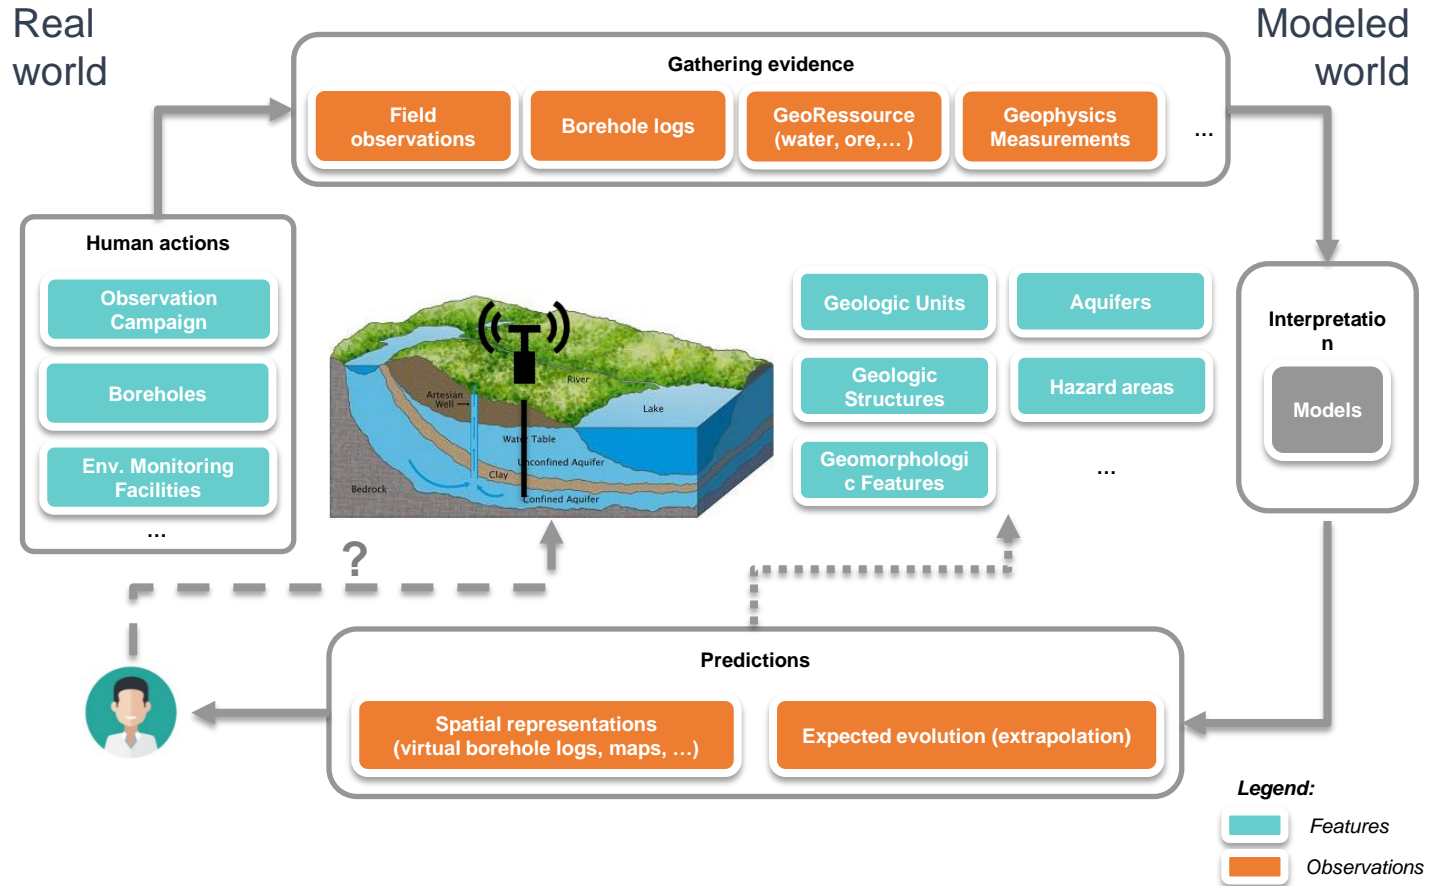 Real
world
Modeled
world
Gathering evidence
Field
observations
Borehole logs
GeoRessource
(water, ore,… )
Geophysics
Measurements
…
Human actions
Observation
Campaign
Boreholes
Env. Monitoring
Facilities
…
River
Artesian
Well
Lake
Water Table
Unconfined Aquifer
Clay
Bedrock
Confined Aquifer
Geologic Units
Aquifers
Geologic
Structures
Hazard areas
Geomorphologi
c Features
…
Interpretatio
n
Models
?
Predictions
Spatial representations
(virtual borehole logs, maps, …)
Expected evolution (extrapolation)
Legend:
Features
Observations